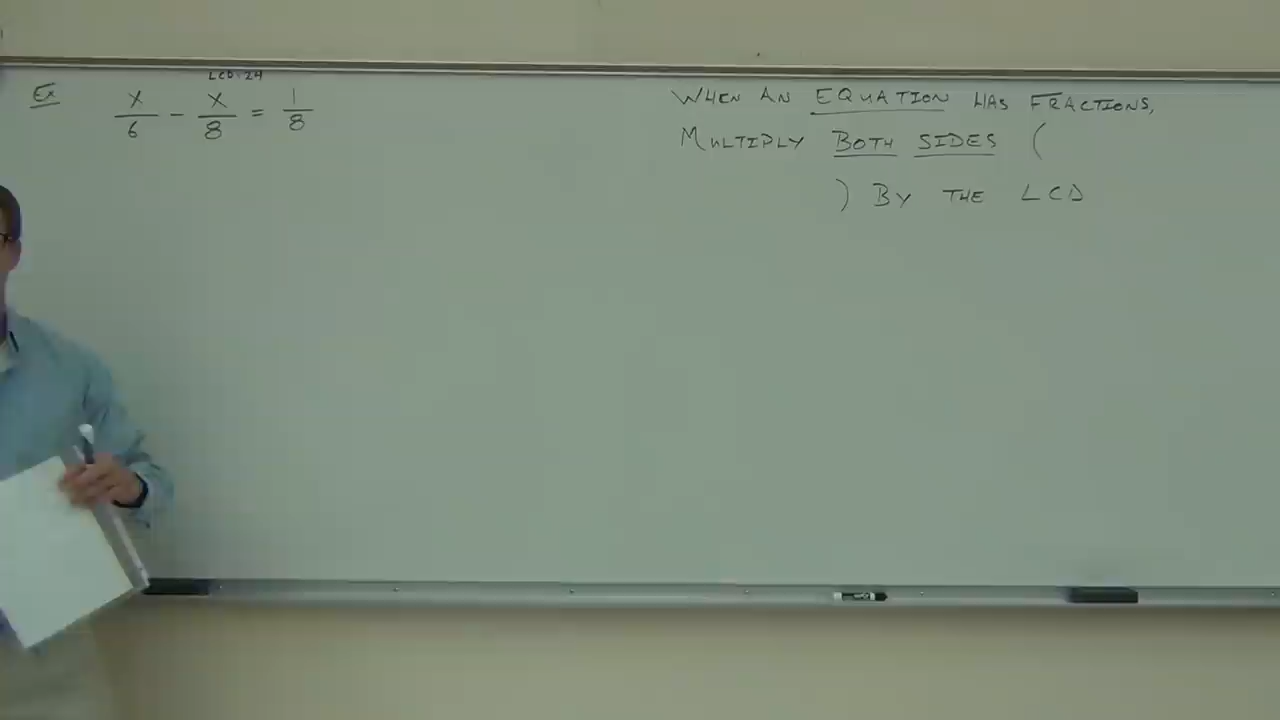 LCD=24
Ex x/6 - x/8 = 1/8
WHEN AN EQUATION HAS FRACTIONS,
MULTIPLY BOTH SIDES (
) BY THE LCD